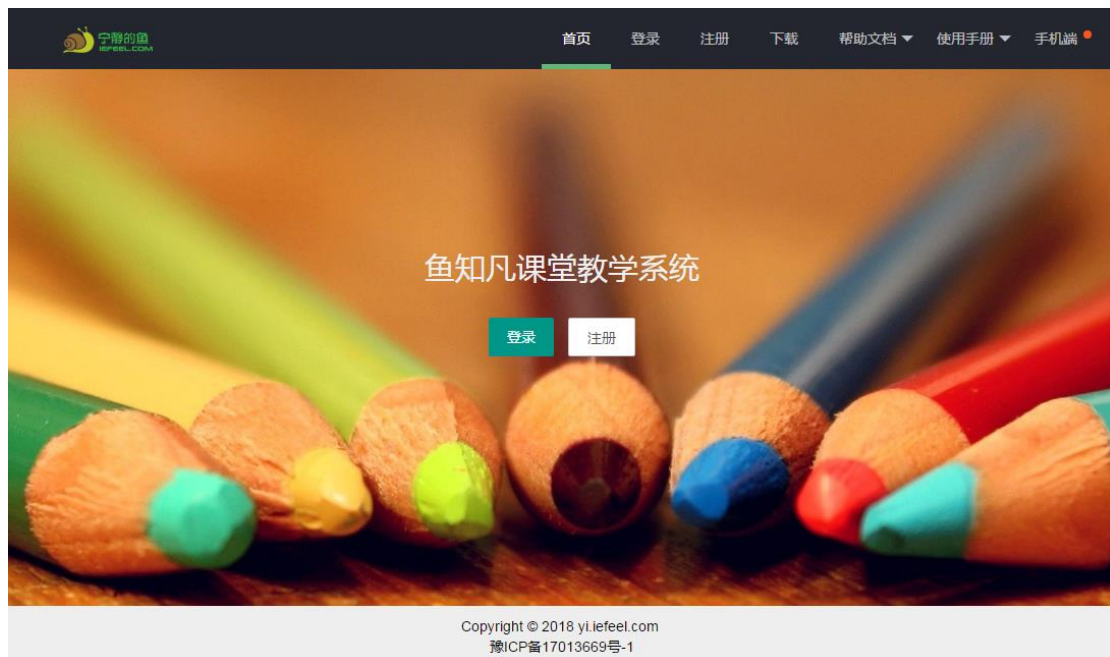 宁静的鱼
IEFEEL.COM
首页 登录 注册 下载 帮助文档 使用手册 手机端
鱼知凡课堂教学系统
登录 注册
Copyright © 2018 yi.iefeel.com
豫ICP备17013669号-1